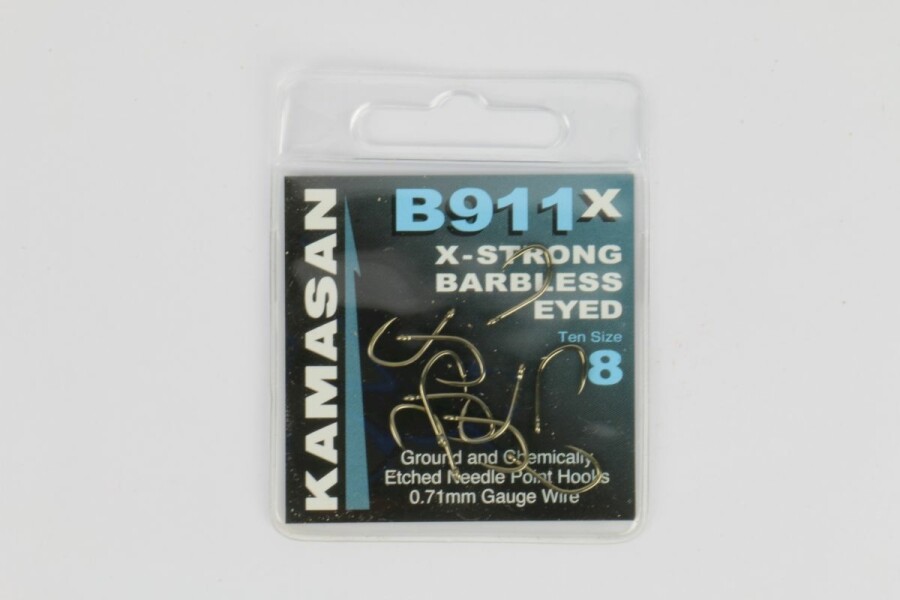 KAMASAN
B911X
X-STRONG
BARBLESS
EYED
Ten Size
8
Ground and Chemically
Etched Needle Point Hooks
0.71mm Gauge Wire